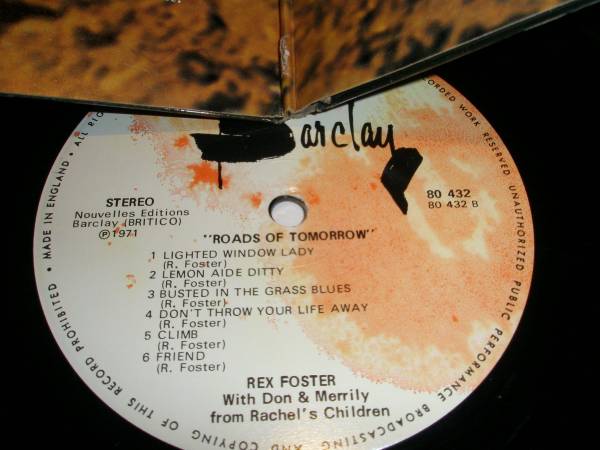 Barclay
STEREO
Nouvelles Editions
Barclay (BRITICO)
℗1971
80 432
80 432 B
"ROADS OF TOMORROW"
1 LIGHTED WINDOW LADY
(R. Foster)
2 LEMON AIDE DITTY
(R. Foster)
3 BUSTED IN THE GRASS BLUES
(R. Foster)
4 DON'T THROW YOUR LIFE AWAY
(R. Foster)
5 CLIMB
(R. Foster)
6 FRIEND
(R. Foster)
REX FOSTER
With Don & Merrily
from Rachel's Children
• MADE IN ENGLAND • ALL
WORK RESERVED UNAUTHORIZED PUBLIC PERFORMANCE BROADCASTING AND COPYING OF THIS RECORD PROHIBITED